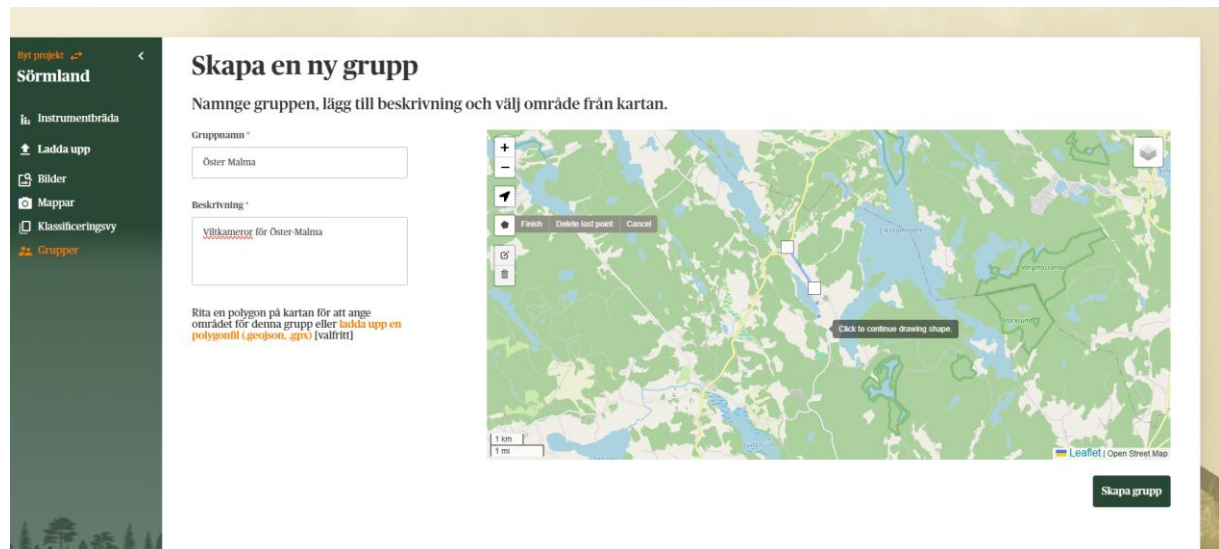 Byt projekt
Sörmland
Instrumentbräda
Ladda upp
Bilder
Mappar
Klassificeringsvy
Grupper
Skapa en ny grupp
Namnge gruppen, lägg till beskrivning och välj område från kartan.
Gruppnamn *
Öster Malma
Beskrivning *
Viltkameror för Öster-Malma
Rita en polygon på kartan för att ange
området för denna grupp eller ladda upp en
polygonfil (.geojson, .gpx) [valfritt]
+
−
Finish Delete last point Cancel
Likstammen
Vargmossarna
Click to continue drawing shape.
1 km
1 mi
Leaflet | Open Street Map
Skapa grupp